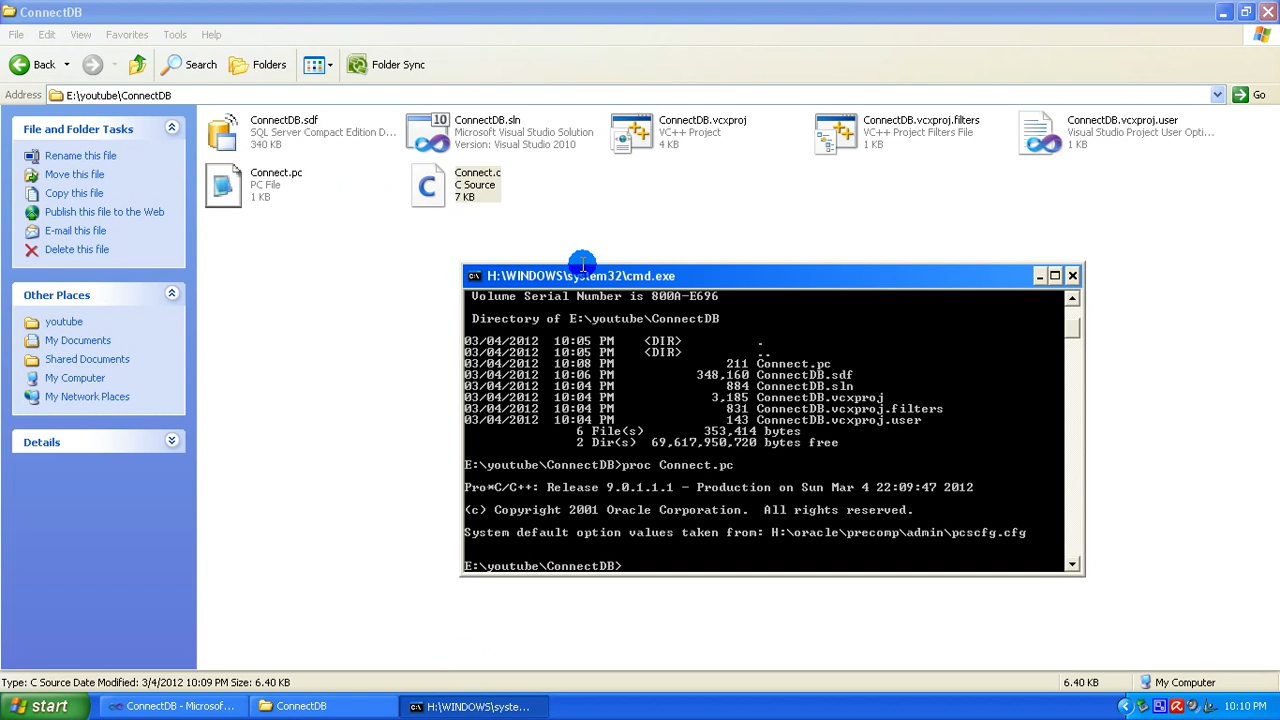 ConnectDB
File Edit View Favorites Tools Help
Back Search Folders Folder Sync
Address E:\youtube\ConnectDB Go
File and Folder Tasks
Rename this file
Move this file
Copy this file
Publish this file to the Web
E-mail this file
Delete this file
Other Places
youtube
My Documents
Shared Documents
My Computer
My Network Places
Details
ConnectDB.sdf
SQL Server Compact Edition D...
340 KB
10
ConnectDB.sln
Microsoft Visual Studio Solution
Version: Visual Studio 2010
ConnectDB.vcxproj
VC++ Project
4 KB
ConnectDB.vcxproj.filters
VC++ Project Filters File
1 KB
ConnectDB.vcxproj.user
Visual Studio Project User Opti...
1 KB
Connect.pc
PC File
1 KB
C
Connect.c
C Source
7 KB
C:\ H:\WINDOWS\system32\cmd.exe
Volume Serial Number is 800A-E696
Directory of E:\youtube\ConnectDB
03/04/2012 10:05 PM <DIR> .
03/04/2012 10:05 PM <DIR> ..
03/04/2012 10:08 PM 211 Connect.pc
03/04/2012 10:05 PM 348,160 ConnectDB.sdf
03/04/2012 10:04 PM 884 ConnectDB.sln
03/04/2012 10:04 PM 3,185 ConnectDB.vcxproj
03/04/2012 10:04 PM 831 ConnectDB.vcxproj.filters
03/04/2012 10:04 PM 143 ConnectDB.vcxproj.user
6 File(s) 353,414 bytes
2 Dir(s) 69,617,950,720 bytes free
E:\youtube\ConnectDB>proc Connect.pc
Pro*C/C++: Release 9.0.1.1.1 - Production on Sun Mar 4 22:09:47 2012
(c) Copyright 2001 Oracle Corporation. All rights reserved.
System default option values taken from: H:\oracle\precomp\admin\pcscfg.cfg
E:\youtube\ConnectDB>
Type: C Source Date Modified: 3/4/2012 10:09 PM Size: 6.40 KB 6.40 KB My Computer
start ConnectDB - Microsof... ConnectDB H:\WINDOWS\syste... 10:10 PM